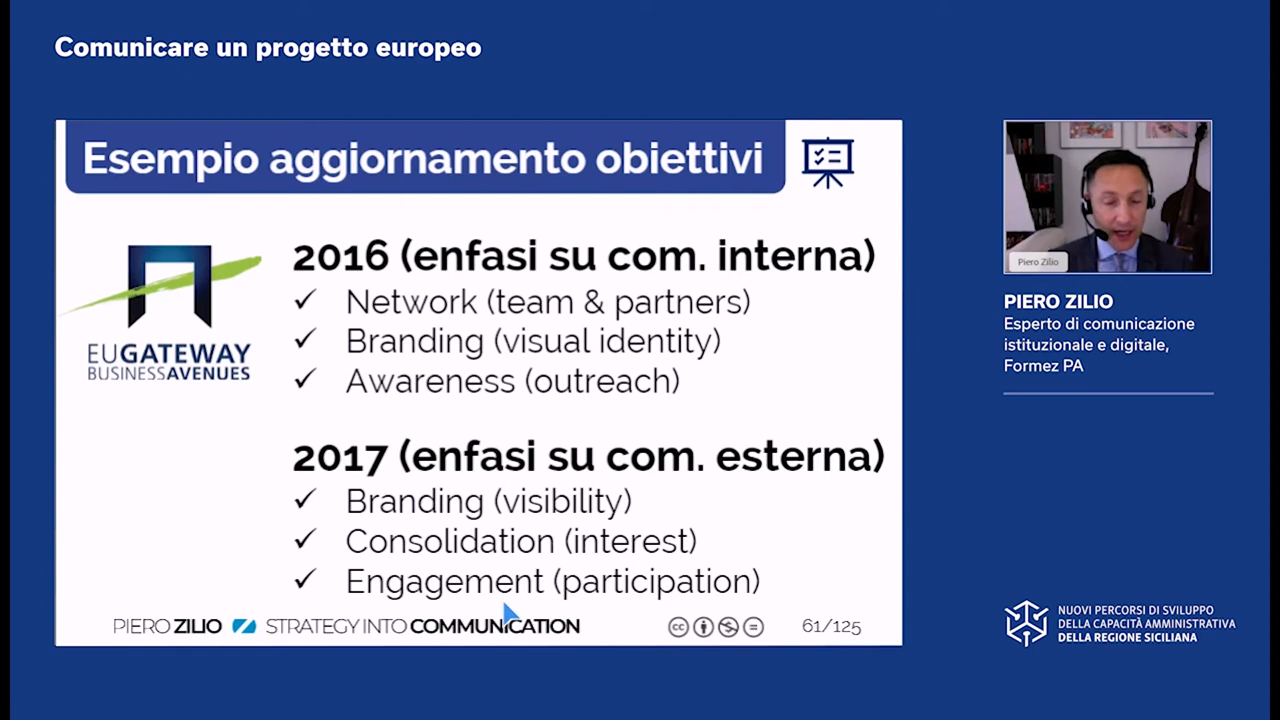 Comunicare un progetto europeo
Esempio aggiornamento obiettivi
EUGATEWAY
BUSINESSAVENUES
2016 (enfasi su com. interna)
✓ Network (team & partners)
✓ Branding (visual identity)
✓ Awareness (outreach)
2017 (enfasi su com. esterna)
✓ Branding (visibility)
✓ Consolidation (interest)
✓ Engagement (participation)
PIERO ZILIO STRATEGY INTO COMMUNICATION
61/125
Piero Zilio
PIERO ZILIO
Esperto di comunicazione
istituzionale e digitale,
Formez PA
NUOVI PERCORSI DI SVILUPPO
DELLA CAPACITÀ AMMINISTRATIVA
DELLA REGIONE SICILIANA